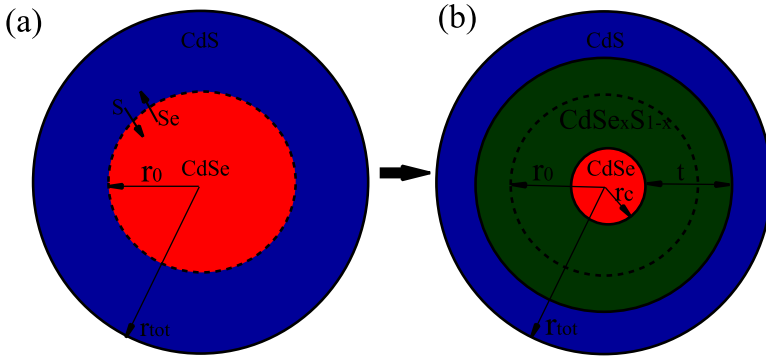 (a)
CdS
S
Se
CdSe
r0
rtot
(b)
CdS
CdSexS1-x
CdSe
r0
t
rc
rtot